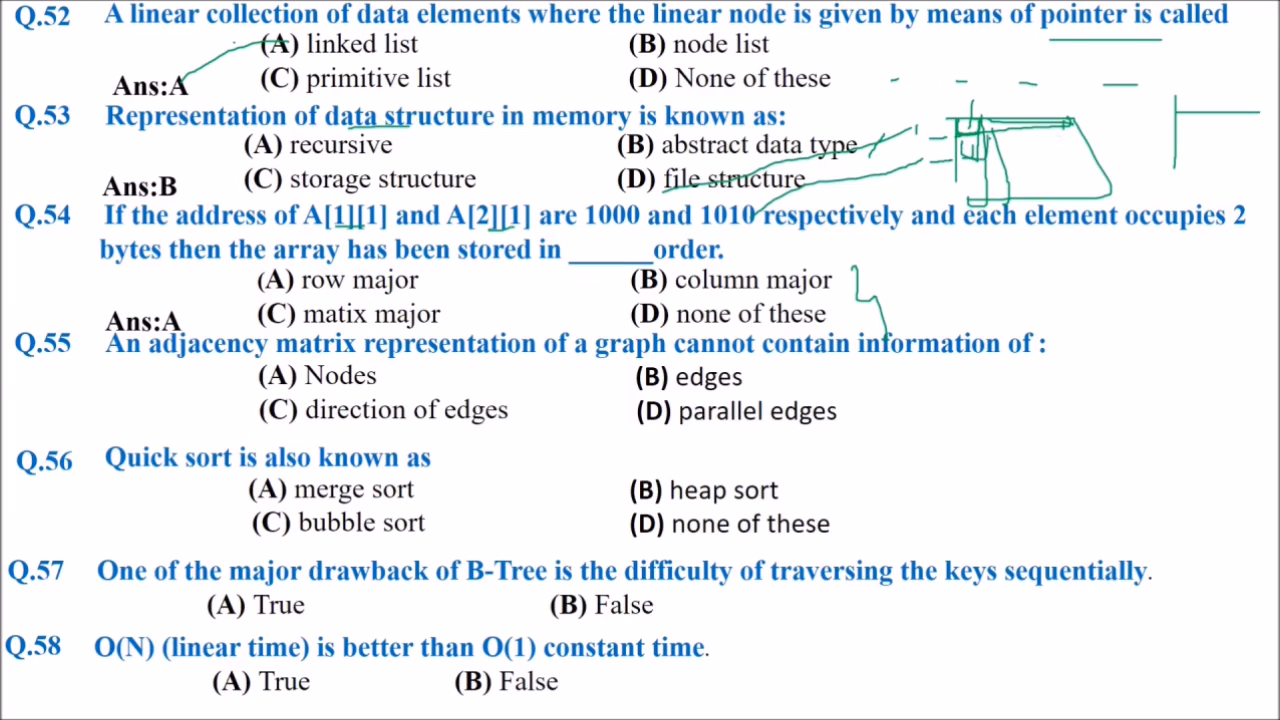 Q.52 A linear collection of data elements where the linear node is given by means of pointer is called
(A) linked list (B) node list
Ans:A (C) primitive list (D) None of these
Q.53 Representation of data structure in memory is known as:
(A) recursive (B) abstract data type
Ans:B (C) storage structure (D) file structure
Q.54 If the address of A[1][1] and A[2][1] are 1000 and 1010 respectively and each element occupies 2
bytes then the array has been stored in ______order.
(A) row major (B) column major
Ans:A (C) matix major (D) none of these
Q.55 An adjacency matrix representation of a graph cannot contain information of :
(A) Nodes (B) edges
(C) direction of edges (D) parallel edges
Q.56 Quick sort is also known as
(A) merge sort (B) heap sort
(C) bubble sort (D) none of these
Q.57 One of the major drawback of B-Tree is the difficulty of traversing the keys sequentially.
(A) True (B) False
Q.58 O(N) (linear time) is better than O(1) constant time.
(A) True (B) False